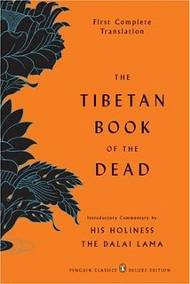 First Complete
Translation
THE
TIBETAN
BOOK
OF THE
DEAD
Introductory Commentary by
HIS HOLINESS
THE DALAI LAMA
PENGUIN CLASSICS DELUXE EDITION